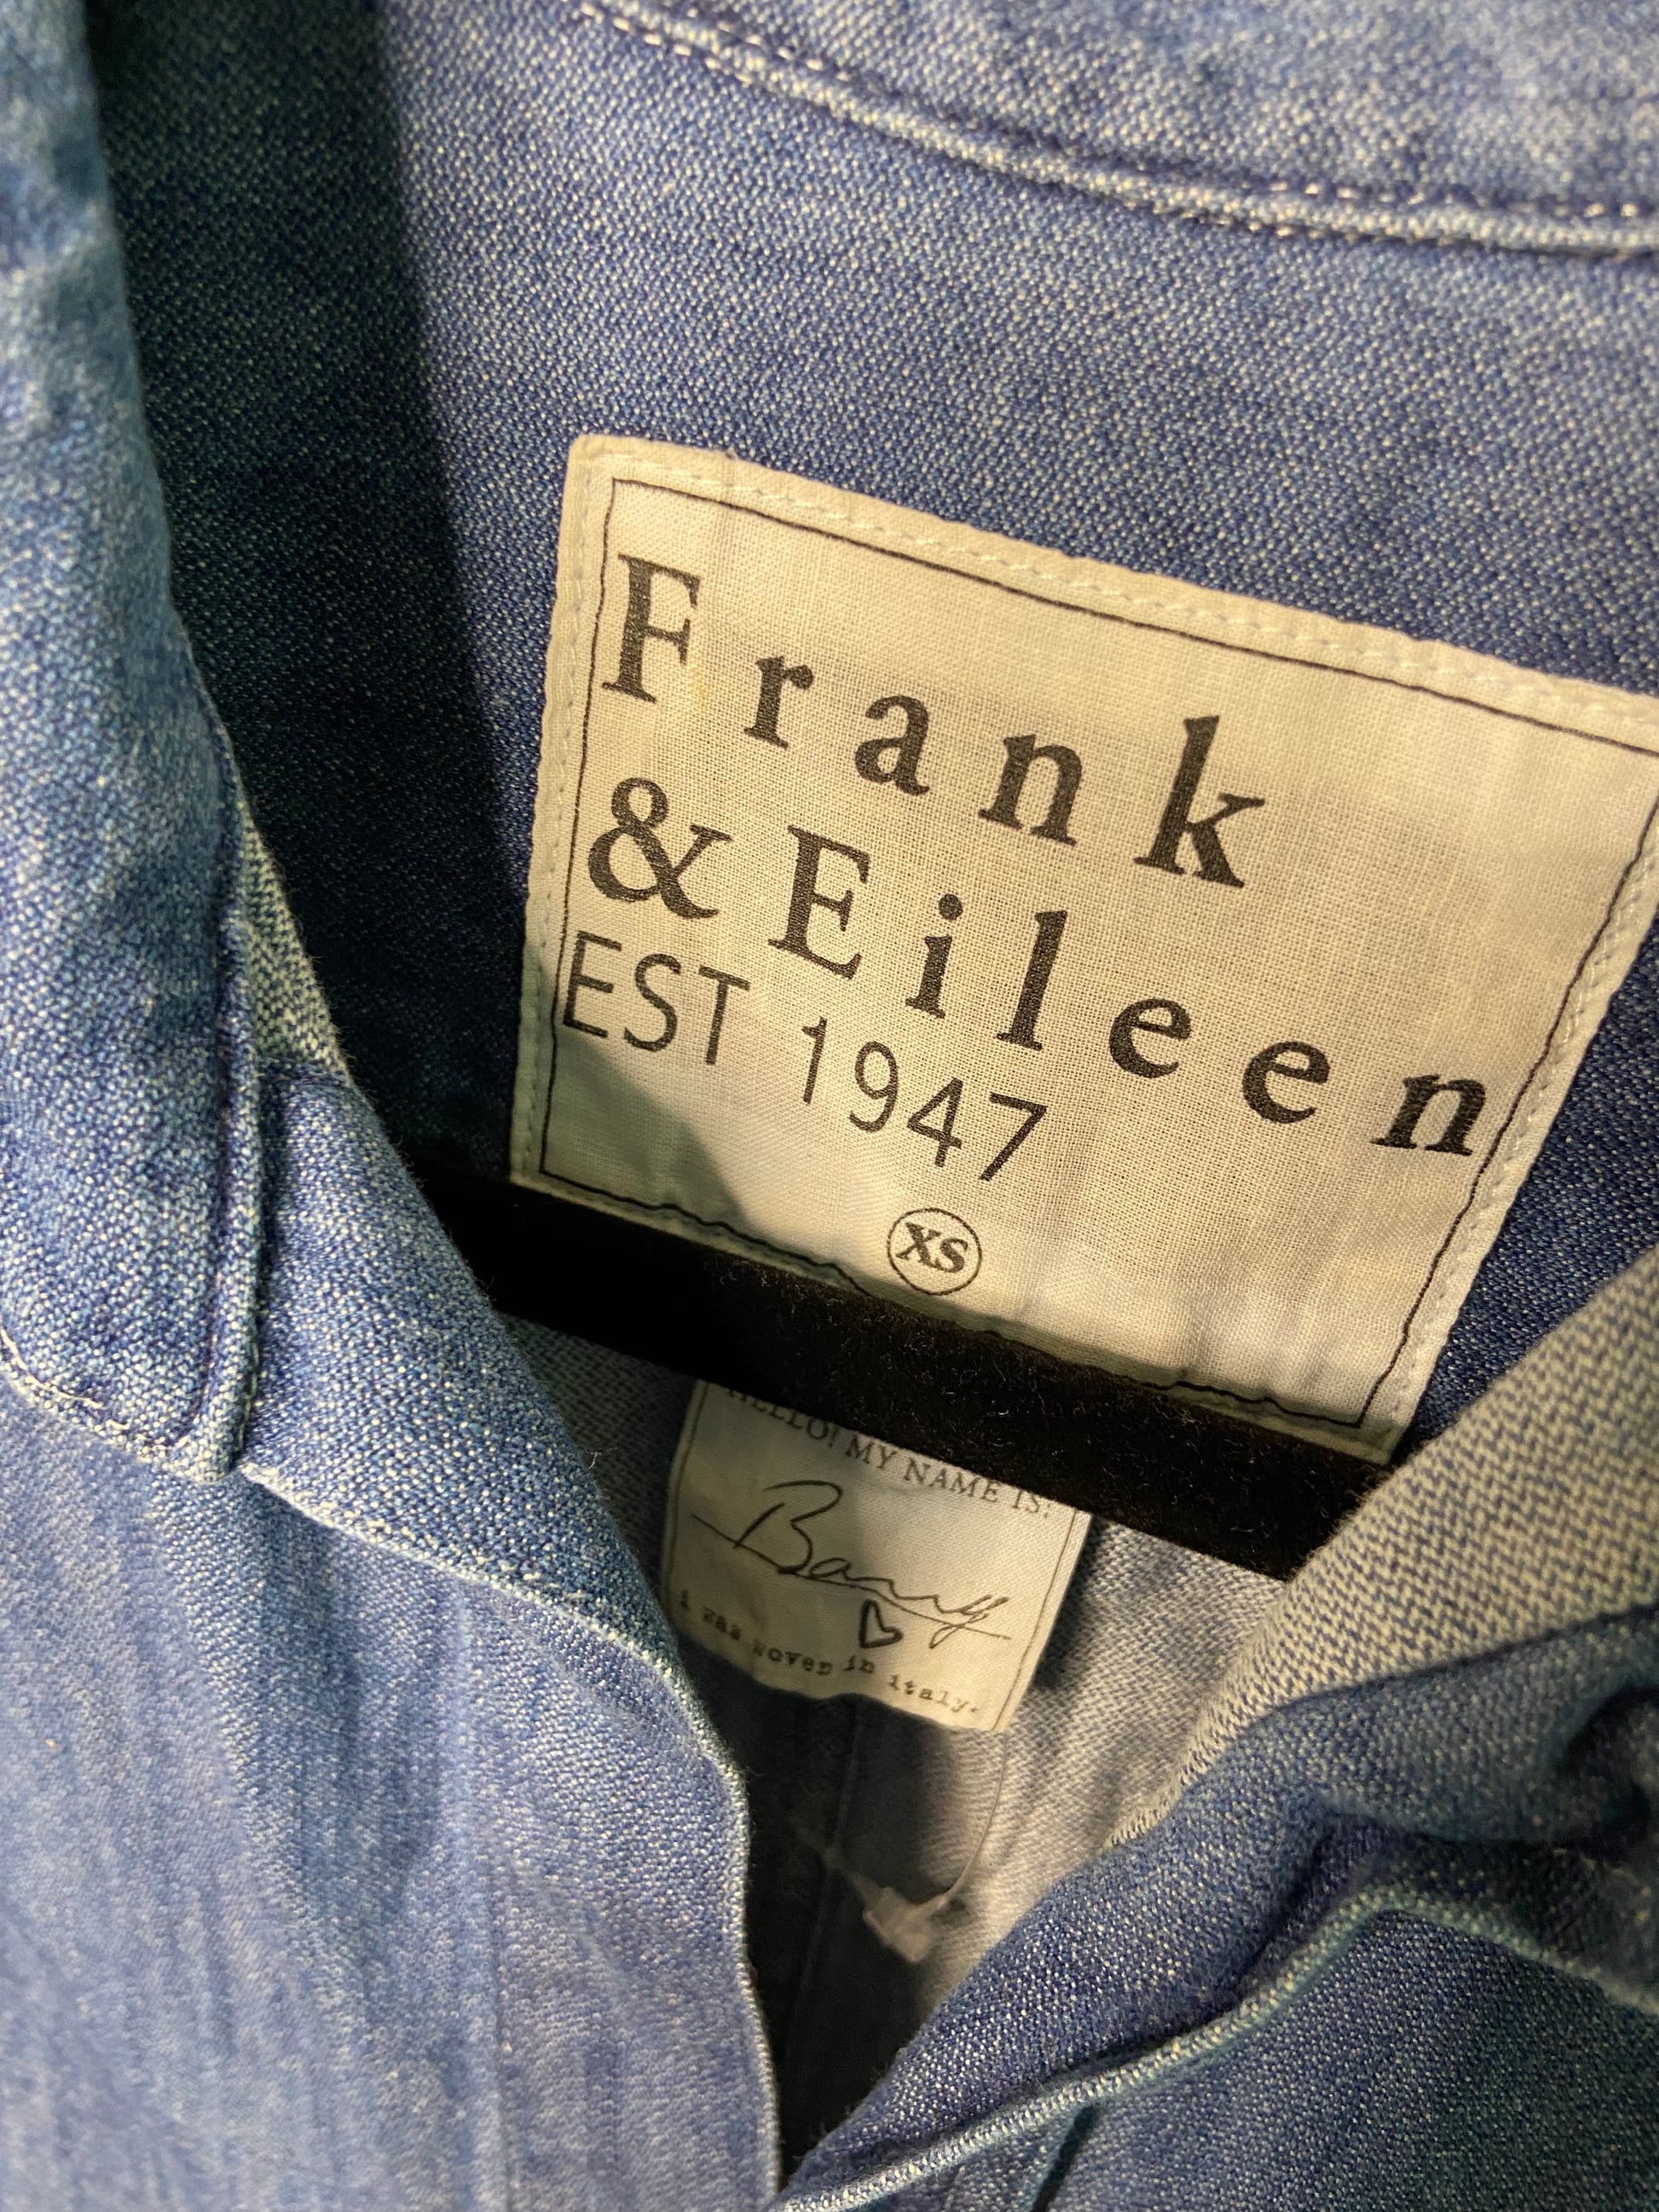 Frank
& Eileen
EST 1947
XS
HELLO! MY NAME IS:
Barry
i was woven in italy.